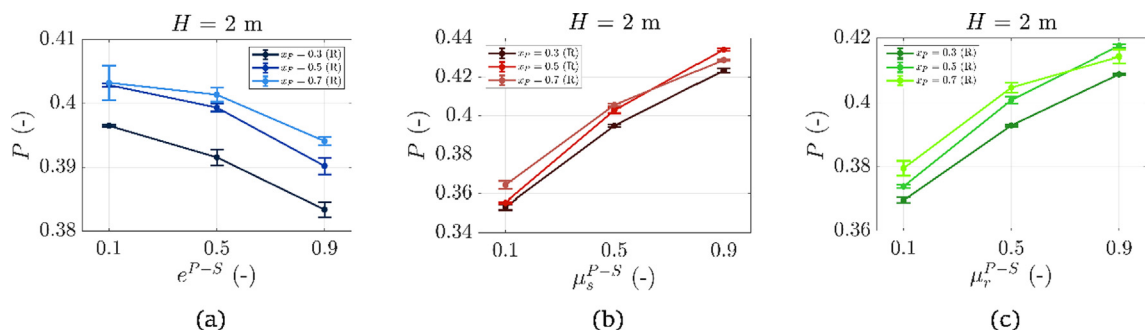 H = 2 m
0.41
0.4
0.39
0.38
P (-)
x_P = 0.3 (R)
x_P = 0.5 (R)
x_P = 0.7 (R)
0.1 0.5 0.9
e^{P-S} (-)
(a)
H = 2 m
0.44
0.42
0.4
0.38
0.36
0.34
P (-)
x_P = 0.3 (R)
x_P = 0.5 (R)
x_P = 0.7 (R)
0.1 0.5 0.9
μ_s^{P-S} (-)
(b)
H = 2 m
0.42
0.4
0.38
0.36
P (-)
x_P = 0.3 (R)
x_P = 0.5 (R)
x_P = 0.7 (R)
0.1 0.5 0.9
μ_r^{P-S} (-)
(c)